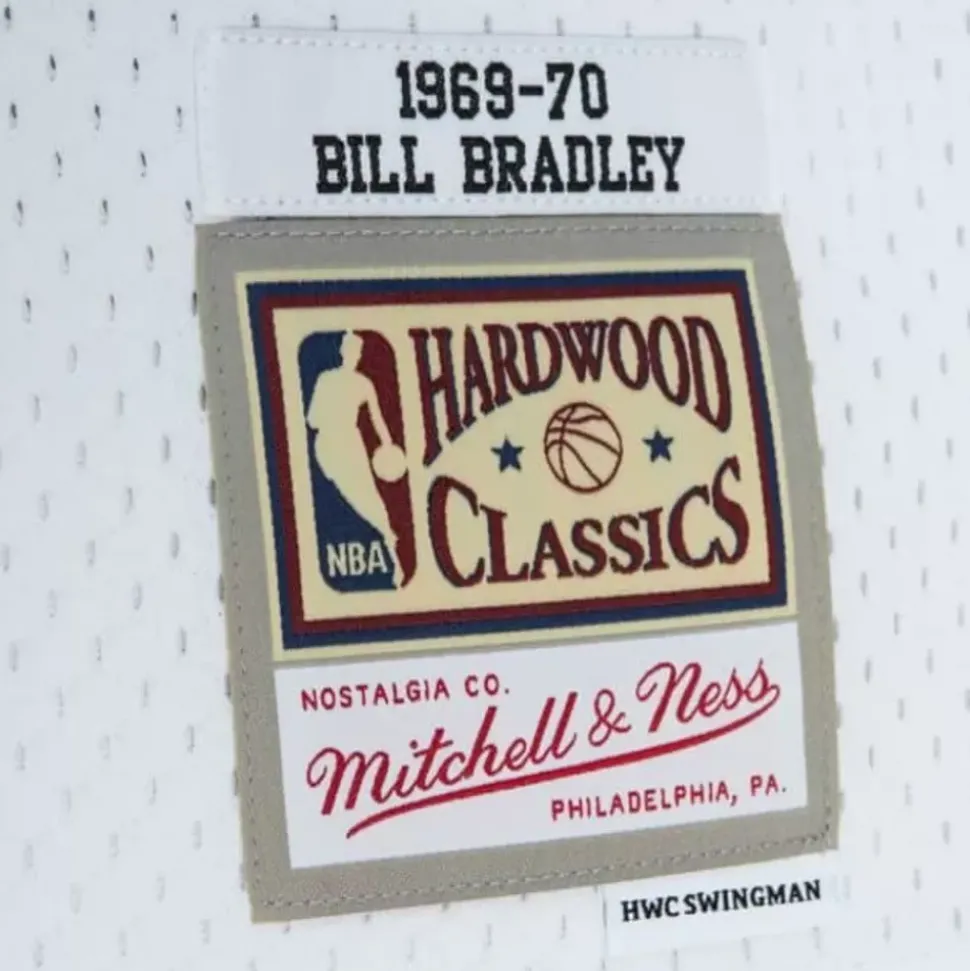 1969-70
BILL BRADLEY
HARDWOOD
CLASSICS
NBA
NOSTALGIA CO.
Mitchell & Ness
PHILADELPHIA, PA.
HWC SWINGMAN